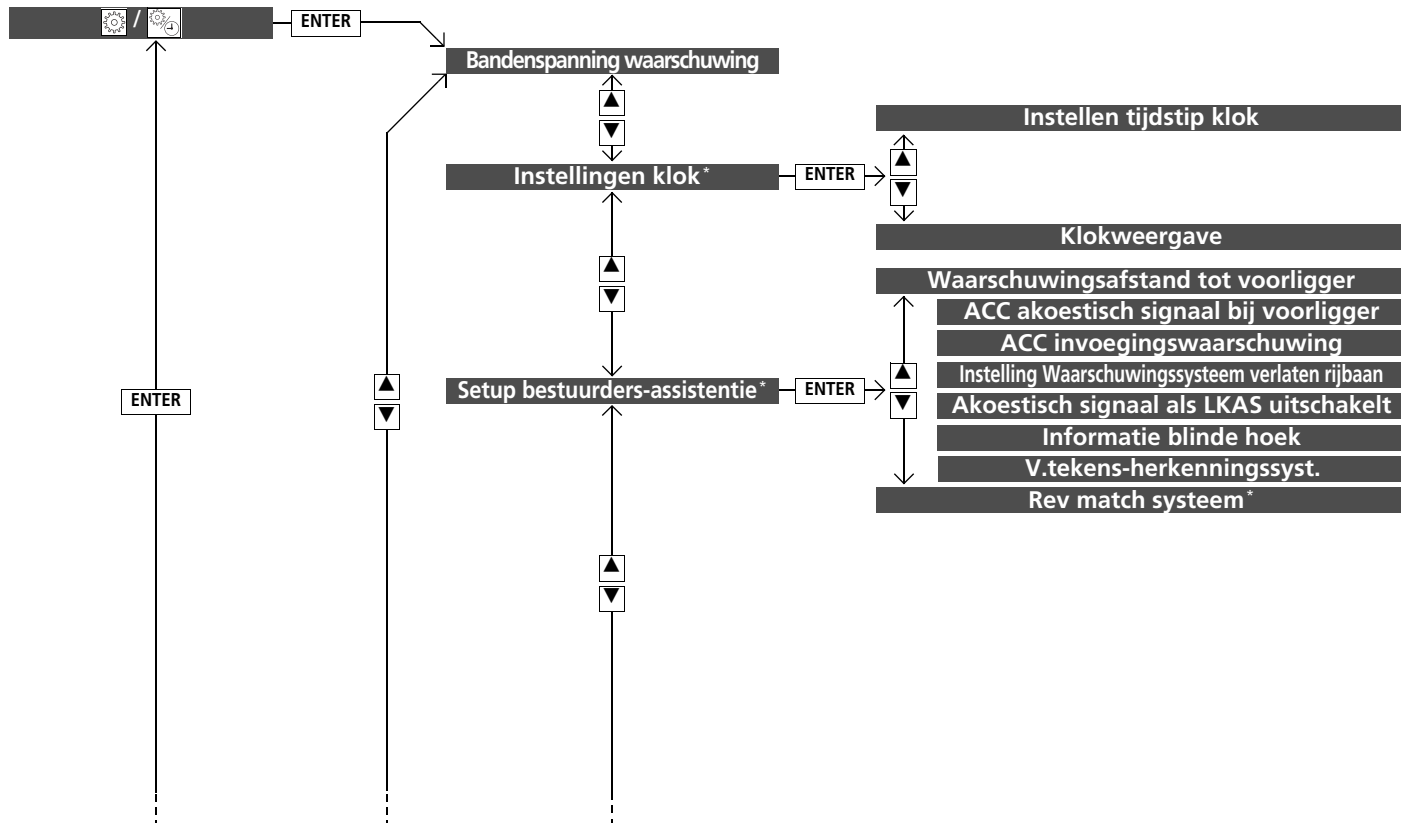 /
ENTER
Bandenspanning waarschuwing
Instellingen klok*
ENTER
Instellen tijdstip klok
Klokweergave
Setup bestuurders-assistentie*
ENTER
Waarschuwingsafstand tot voorligger
ACC akoestisch signaal bij voorligger
ACC invoegingswaarschuwing
Instelling Waarschuwingssysteem verlaten rijbaan
Akoestisch signaal als LKAS uitschakelt
Informatie blinde hoek
V.tekens-herkenningssyst.
Rev match systeem*
ENTER